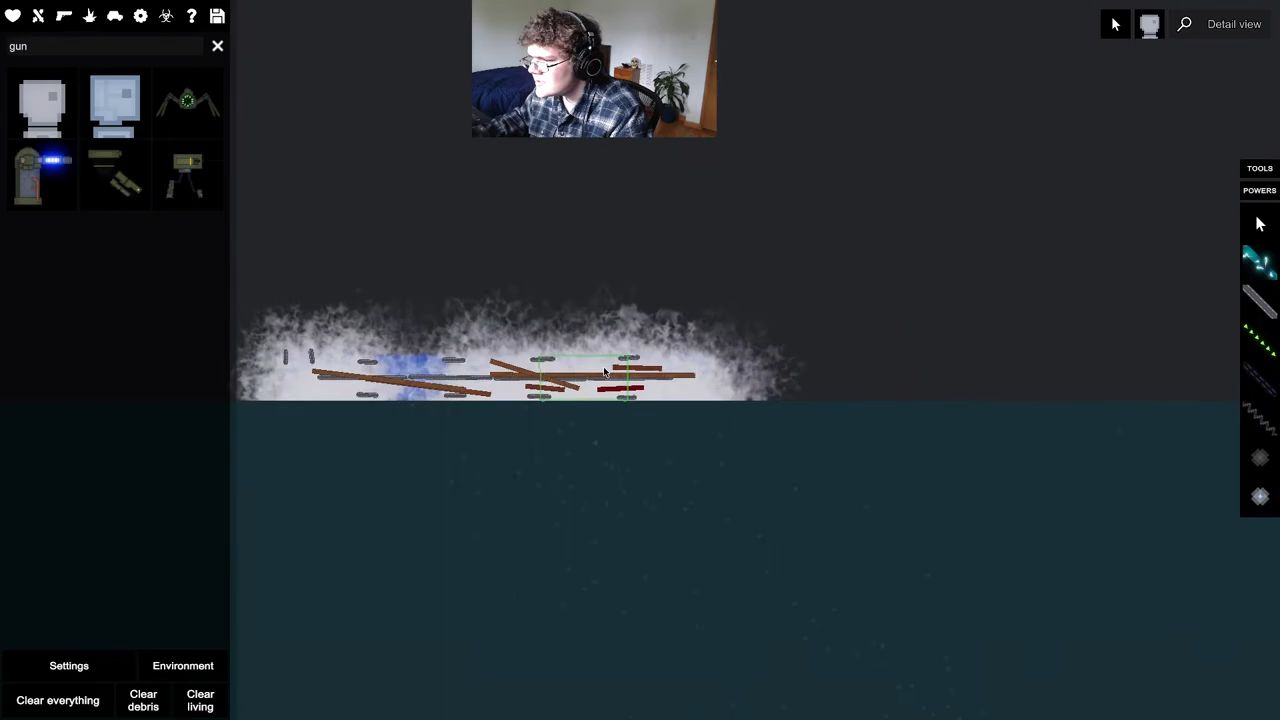 gun
Detail view
TOOLS
POWERS
Settings
Environment
Clear everything
Clear
debris
Clear
living